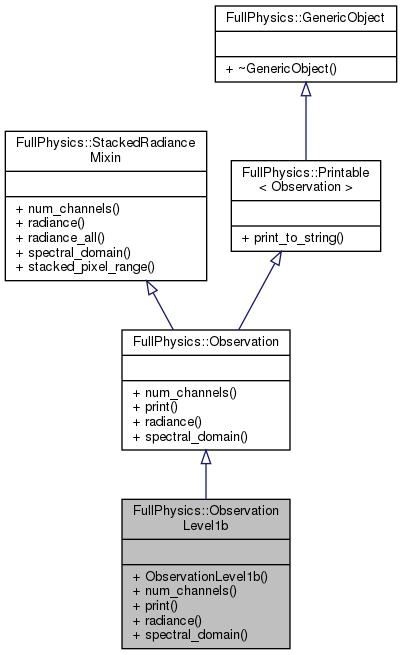 FullPhysics::GenericObject
+ ~GenericObject()
FullPhysics::StackedRadiance
Mixin
+ num_channels()
+ radiance()
+ radiance_all()
+ spectral_domain()
+ stacked_pixel_range()
FullPhysics::Printable
< Observation >
+ print_to_string()
FullPhysics::Observation
+ num_channels()
+ print()
+ radiance()
+ spectral_domain()
FullPhysics::Observation
Level1b
+ ObservationLevel1b()
+ num_channels()
+ print()
+ radiance()
+ spectral_domain()